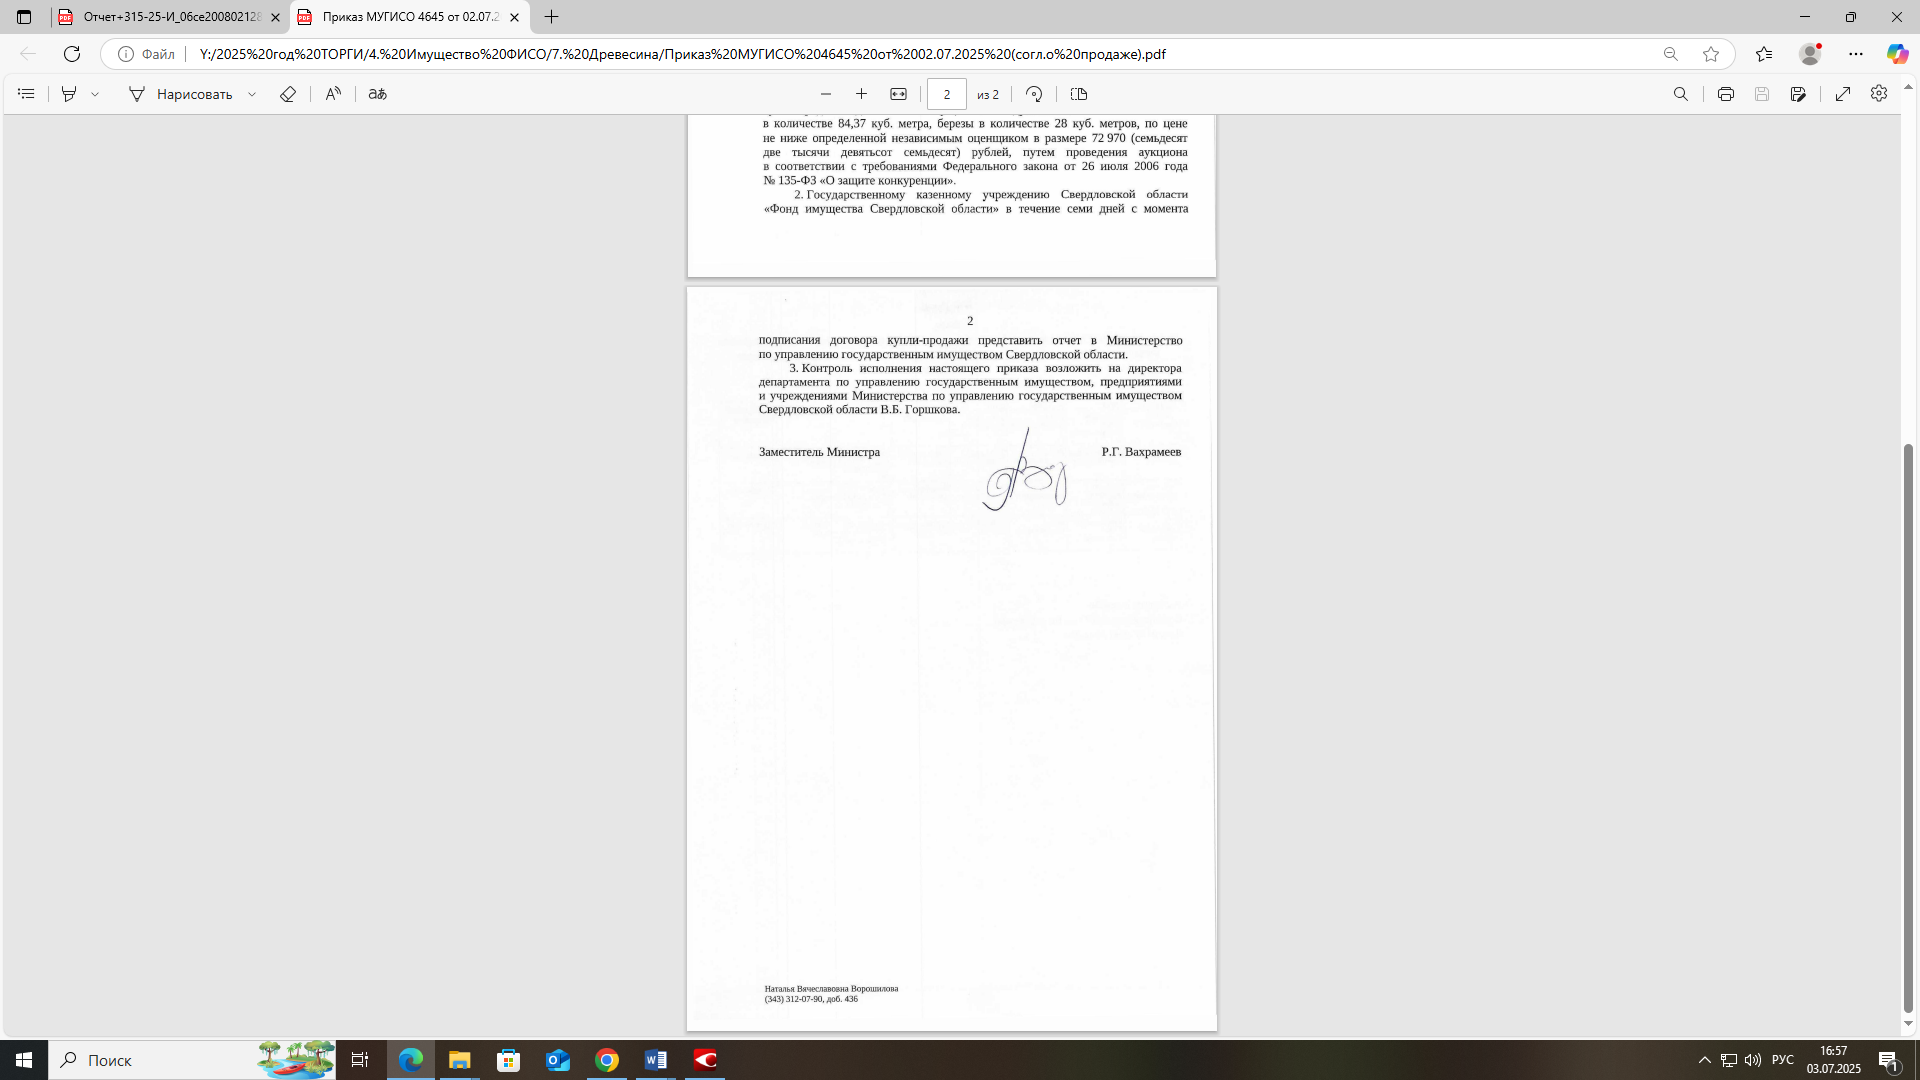 Отчет+315-25-И_06ce200802128
Приказ МУГИСО 4645 от 02.07.2
Файл
Y:/2025%20год%20ТОРГИ/4.%20Имущество%20ФИСО/7.%20Древесина/Приказ%20МУГИСО%204645%20от%2002.07.2025%20(согл.о%20продаже).pdf
Нарисовать
аあ
2 из 2
в количестве 84,37 куб. метра, березы в количестве 28 куб. метров, по цене
не ниже определенной независимым оценщиком в размере 72 970 (семьдесят
две тысячи девятьсот семьдесят) рублей, путем проведения аукциона
в соответствии с требованиями Федерального закона от 26 июля 2006 года
№ 135-ФЗ «О защите конкуренции».
2. Государственному казенному учреждению Свердловской области
«Фонд имущества Свердловской области» в течение семи дней с момента
2
подписания договора купли-продажи представить отчет в Министерство
по управлению государственным имуществом Свердловской области.
3. Контроль исполнения настоящего приказа возложить на директора
департамента по управлению государственным имуществом, предприятиями
и учреждениями Министерства по управлению государственным имуществом
Свердловской области В.Б. Горшкова.
Заместитель Министра
Р.Г. Вахрамеев
Наталья Вячеславовна Ворошилова
(343) 312-07-90, доб. 436
Поиск
РУС
16:57
03.07.2025
1